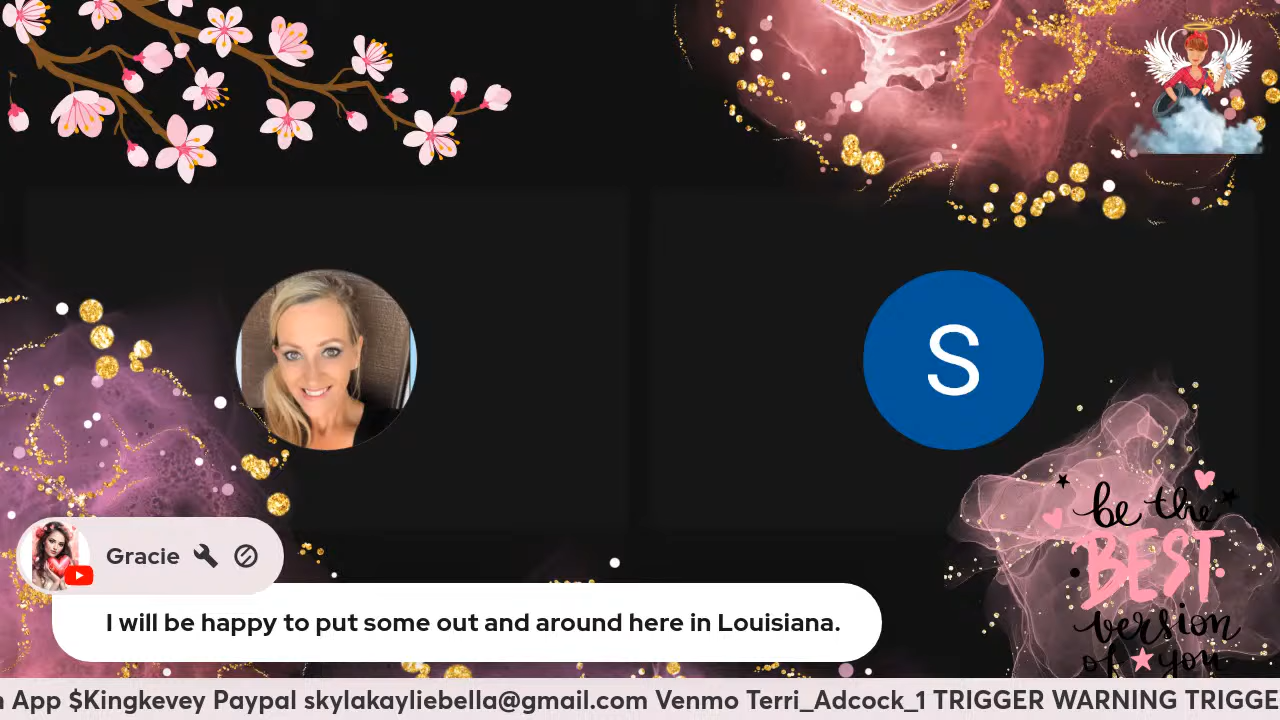 S
be the
BEST
version
of you
Gracie
I will be happy to put some out and around here in Louisiana.
App $Kingkevey Paypal skylakayliebella@gmail.com Venmo Terri_Adcock_1 TRIGGER WARNING